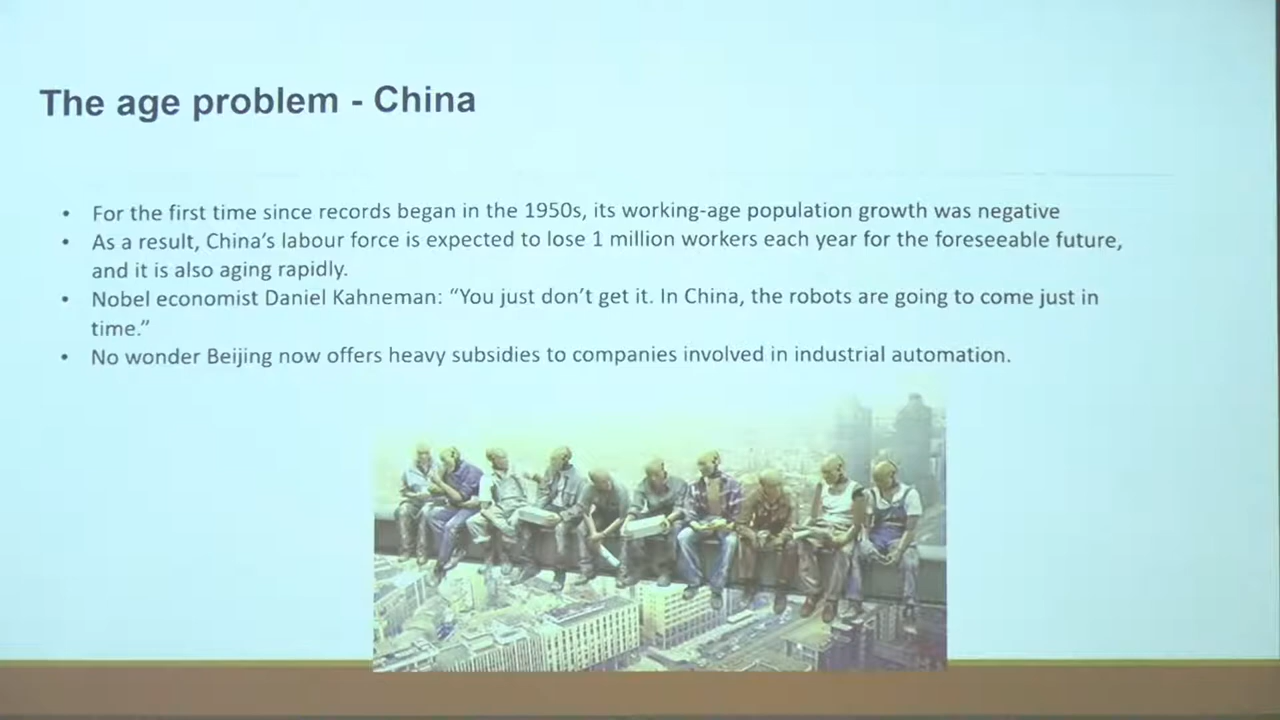 The age problem - China
• For the first time since records began in the 1950s, its working-age population growth was negative
• As a result, China’s labour force is expected to lose 1 million workers each year for the foreseeable future,
and it is also aging rapidly.
• Nobel economist Daniel Kahneman: “You just don’t get it. In China, the robots are going to come just in
time.”
• No wonder Beijing now offers heavy subsidies to companies involved in industrial automation.